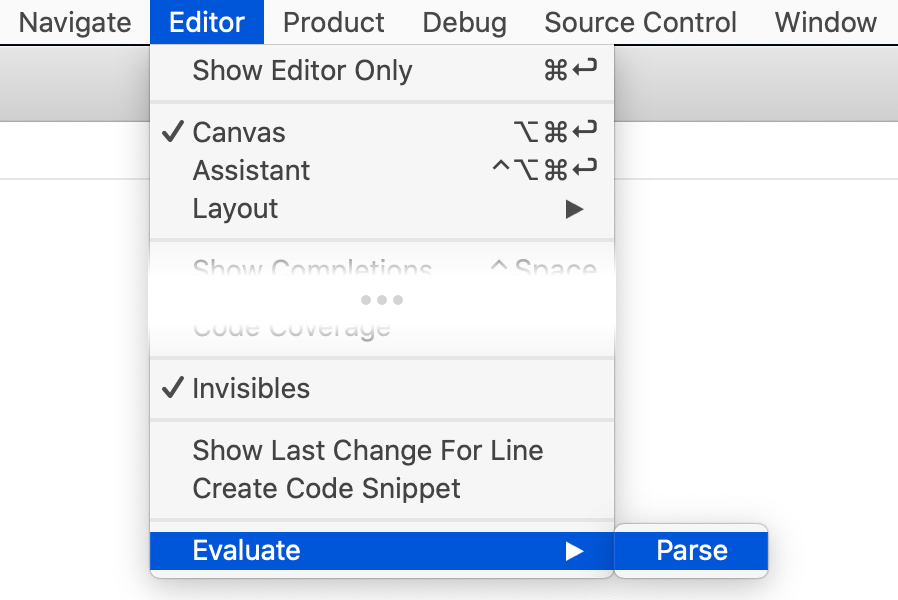 Navigate Editor Product Debug Source Control Window
Show Editor Only ⌘↩
✓ Canvas ⌥⌘↩
Assistant ^⌥⌘↩
Layout ▶
Show Completions ^ Space
•••
Code Coverage
✓ Invisibles
Show Last Change For Line
Create Code Snippet
Evaluate ▶ Parse